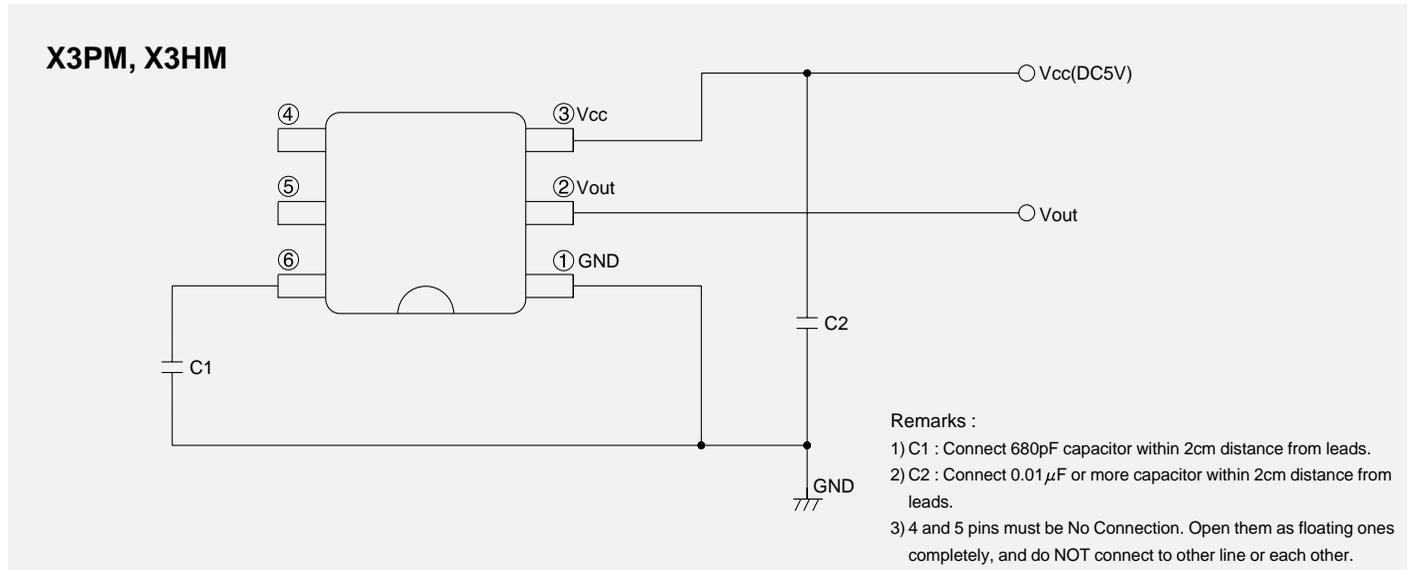 X3PM, X3HM
Vcc(DC5V)
④
③Vcc
⑤
②Vout
Vout
⑥
①GND
C2
C1
GND
Remarks :
1) C1 : Connect 680pF capacitor within 2cm distance from leads.
2) C2 : Connect 0.01μF or more capacitor within 2cm distance from
leads.
3) 4 and 5 pins must be No Connection. Open them as floating ones
completely, and do NOT connect to other line or each other.